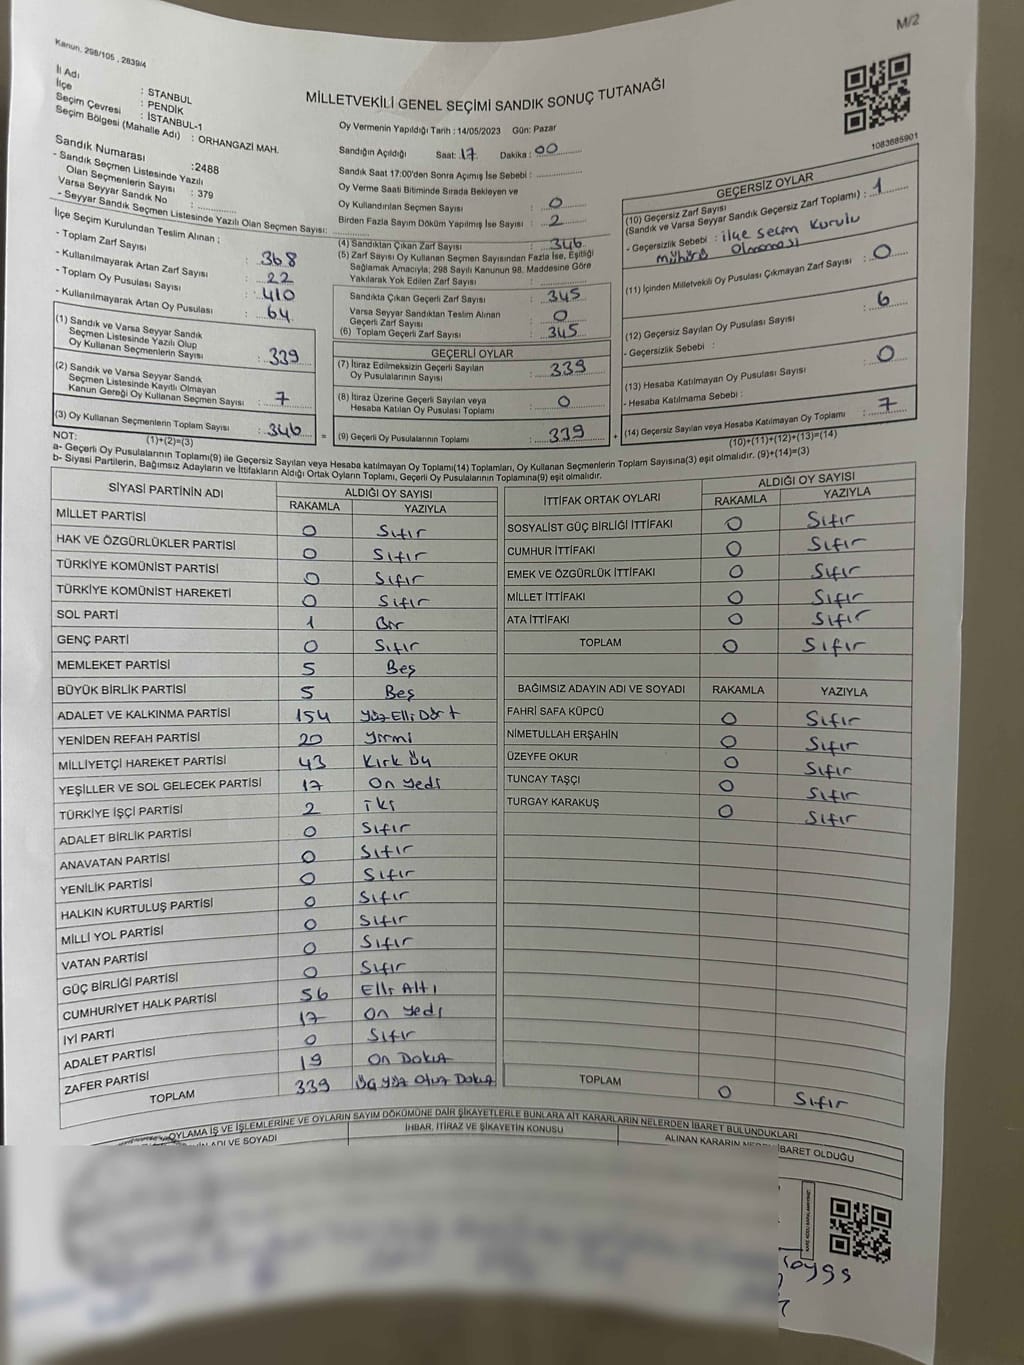 M/2
Kanun. 298/105 , 2839/4
İl Adı : STANBUL
İlçe : PENDİK
Seçim Çevresi : İSTANBUL-1
Seçim Bölgesi (Mahalle Adı) : ORHANGAZİ MAH.
MİLLETVEKİLİ GENEL SEÇİMİ SANDIK SONUÇ TUTANAĞI
1083685901
Oy Vermenin Yapıldığı Tarih : 14/05/2023 Gün: Pazar
Sandığın Açıldığı Saat: 17 Dakika : 00
Sandık Saat 17:00'den Sonra Açımış İse Sebebi :
Oy Verme Saati Bitiminde Sırada Bekleyen ve
Oy Kullandırılan Seçmen Sayısı : 0
Birden Fazla Sayım Döküm Yapılmış İse Sayısı : 2
Sandık Numarası :2488
- Sandık Seçmen Listesinde Yazılı
Olan Seçmenlerin Sayısı : 379
Varsa Seyyar Sandık No :
- Seyyar Sandık Seçmen Listesinde Yazılı Olan Seçmen Sayısı:
İlçe Seçim Kurulundan Teslim Alınan ;
- Toplam Zarf Sayısı : 368
- Kullanılmayarak Artan Zarf Sayısı : 22
- Toplam Oy Pusulası Sayısı : 410
- Kullanılmayarak Artan Oy Pusulası : 64
(1) Sandık ve Varsa Seyyar Sandık
Seçmen Listesinde Yazılı Olup
Oy Kullanan Seçmenlerin Sayısı : 339
(2) Sandık ve Varsa Seyyar Sandık
Seçmen Listesinde Kayıtlı Olmayan
Kanun Gereği Oy Kullanan Seçmen Sayısı : 7
(3) Oy Kullanan Seçmenlerin Toplam Sayısı : 346
(1)+(2)=(3)
(4) Sandıktan Çıkan Zarf Sayısı : 346
(5) Zarf Sayısı Oy Kullanan Seçmen Sayısından Fazla İse, Eşitliği
Sağlamak Amacıyla; 298 Sayılı Kanunun 98. Maddesine Göre
Yakılarak Yok Edilen Zarf Sayısı :
Sandıkta Çıkan Geçerli Zarf Sayısı : 345
Varsa Seyyar Sandıktan Teslim Alınan
Geçerli Zarf Sayısı : 0
(6) Toplam Geçerli Zarf Sayısı : 345
GEÇERLİ OYLAR
(7) İtiraz Edilmeksizin Geçerli Sayılan
Oy Pusulalarının Sayısı : 339
(8) İtiraz Üzerine Geçerli Sayılan veya
Hesaba Katılan Oy Pusulası Toplamı : 0
= (9) Geçerli Oy Pusulalarının Toplamı : 339 +
GEÇERSİZ OYLAR
(10) Geçersiz Zarf Sayısı
(Sandık ve Varsa Seyyar Sandık Geçersiz Zarf Toplamı) : 1
- Geçersizlik Sebebi : ilçe seçim Kurulu
mührü Olmaması
(11) İçinden Milletvekili Oy Pusulası Çıkmayan Zarf Sayısı : 0
(12) Geçersiz Sayılan Oy Pusulası Sayısı : 6
- Geçersizlik Sebebi :
(13) Hesaba Katılmayan Oy Pusulası Sayısı : 0
- Hesaba Katılmama Sebebi :
(14) Geçersiz Sayılan veya Hesaba Katılmayan Oy Toplamı : 7
(10)+(11)+(12)+(13)=(14)
NOT:
a- Geçerli Oy Pusulalarının Toplamı(9) ile Geçersiz Sayılan veya Hesaba katılmayan Oy Toplamı(14) Toplamları, Oy Kullanan Seçmenlerin Toplam Sayısına(3) eşit olmalıdır. (9)+(14)=(3)
b- Siyasi Partilerin, Bağımsız Adayların ve İttifakların Aldığı Ortak Oyların Toplamı, Geçerli Oy Pusulalarının Toplamına(9) eşit olmalıdır.
SİYASİ PARTİNİN ADI ALDIĞI OY SAYISI
RAKAMLA YAZIYLA
MİLLET PARTİSİ 0 Sıfır
HAK VE ÖZGÜRLÜKLER PARTİSİ 0 Sıfır
TÜRKİYE KOMÜNİST PARTİSİ 0 Sıfır
TÜRKİYE KOMÜNİST HAREKETİ 0 Sıfır
SOL PARTİ 1 Bir
GENÇ PARTİ 0 Sıfır
MEMLEKET PARTİSİ 5 Beş
BÜYÜK BİRLİK PARTİSİ 5 Beş
ADALET VE KALKINMA PARTİSİ 154 Yüz Elli Dört
YENİDEN REFAH PARTİSİ 20 yirmi
MİLLİYETÇİ HAREKET PARTİSİ 43 Kırk Üç
YEŞİLLER VE SOL GELECEK PARTİSİ 17 On yedi
TÜRKİYE İŞÇİ PARTİSİ 2 iki
ADALET BİRLİK PARTİSİ 0 Sıfır
ANAVATAN PARTİSİ 0 Sıfır
YENİLİK PARTİSİ 0 Sıfır
HALKIN KURTULUŞ PARTİSİ 0 Sıfır
MİLLİ YOL PARTİSİ 0 Sıfır
VATAN PARTİSİ 0 Sıfır
GÜÇ BİRLİĞİ PARTİSİ 0 Sıfır
CUMHURİYET HALK PARTİSİ 56 Elli Altı
İYİ PARTİ 17 On yedi
ADALET PARTİSİ 0 Sıfır
ZAFER PARTİSİ 19 On Dokuz
TOPLAM 339 Üç yüz Otuz Dokuz
İTTİFAK ORTAK OYLARI ALDIĞI OY SAYISI
RAKAMLA YAZIYLA
SOSYALİST GÜÇ BİRLİĞİ İTTİFAKI 0 Sıfır
CUMHUR İTTİFAKI 0 Sıfır
EMEK VE ÖZGÜRLÜK İTTİFAKI 0 Sıfır
MİLLET İTTİFAKI 0 Sıfır
ATA İTTİFAKI 0 Sıfır
TOPLAM 0 Sıfır
BAĞIMSIZ ADAYIN ADI VE SOYADI RAKAMLA YAZIYLA
FAHRİ SAFA KÜPCÜ 0 Sıfır
NİMETULLAH ERŞAHİN 0 Sıfır
ÜZEYFE OKUR 0 Sıfır
TUNCAY TAŞÇI 0 Sıfır
TURGAY KARAKUŞ 0 Sıfır
TOPLAM 0 Sıfır
OYLAMA İŞ VE İŞLEMLERİNE VE OYLARIN SAYIM DÖKÜMÜNE DAİR ŞİKAYETLERLE BUNLARA AİT KARARLARIN NELERDEN İBARET BULUNDUKLARI
ADI VE SOYADI İHBAR, İTİRAZ VE ŞİKAYETİN KONUSU ALINAN KARARIN İBARET OLDUĞU